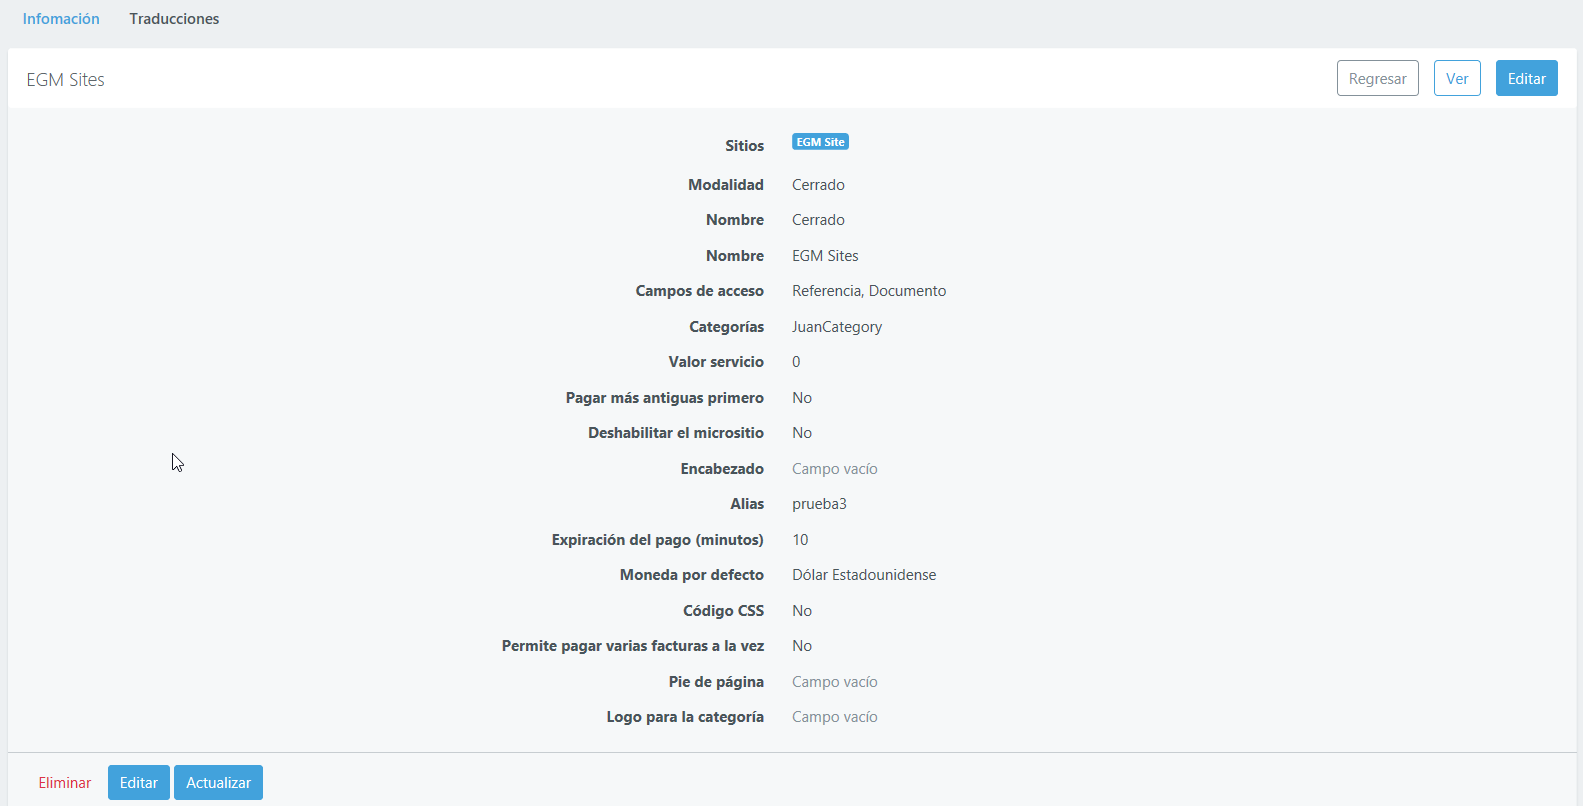 Infomación Traducciones
EGM Sites Regresar Ver Editar
Sitios EGM Site
Modalidad Cerrado
Nombre Cerrado
Nombre EGM Sites
Campos de acceso Referencia, Documento
Categorías JuanCategory
Valor servicio 0
Pagar más antiguas primero No
Deshabilitar el micrositio No
Encabezado Campo vacío
Alias prueba3
Expiración del pago (minutos) 10
Moneda por defecto Dólar Estadounidense
Código CSS No
Permite pagar varias facturas a la vez No
Pie de página Campo vacío
Logo para la categoría Campo vacío
Eliminar Editar Actualizar